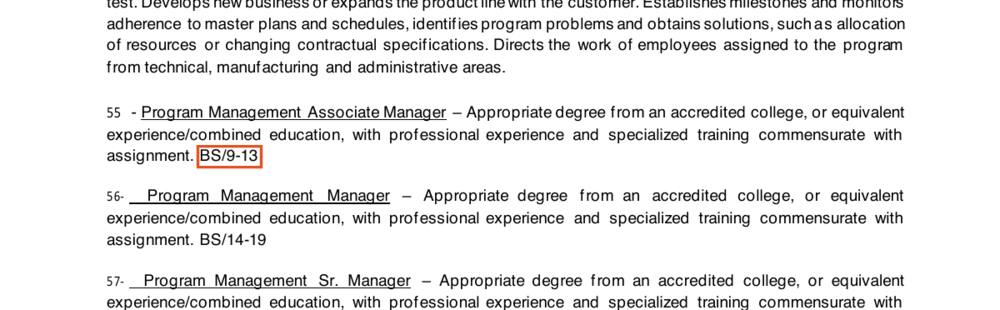 test. Develops new business or expands the product line with the customer. Establishes milestones and monitors
adherence to master plans and schedules, identifies program problems and obtains solutions, such as allocation
of resources or changing contractual specifications. Directs the work of employees assigned to the program
from technical, manufacturing and administrative areas.
55 - Program Management Associate Manager – Appropriate degree from an accredited college, or equivalent
experience/combined education, with professional experience and specialized training commensurate with
assignment. BS/9-13
56- Program Management Manager – Appropriate degree from an accredited college, or equivalent
experience/combined education, with professional experience and specialized training commensurate with
assignment. BS/14-19
57- Program Management Sr. Manager – Appropriate degree from an accredited college, or equivalent
experience/combined education, with professional experience and specialized training commensurate with